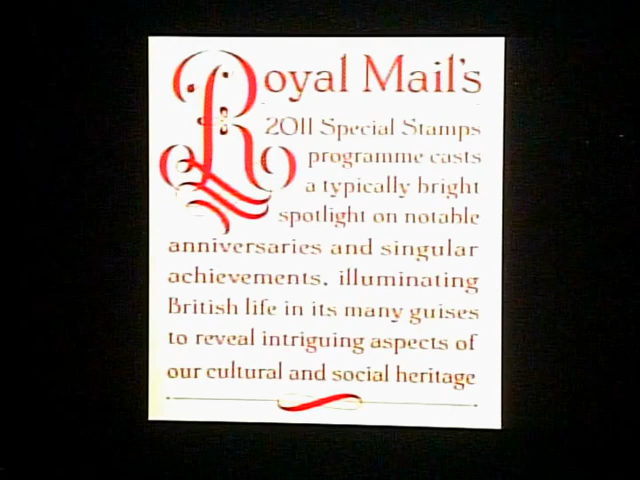 Royal Mail's
2011 Special Stamps
programme casts
a typically bright
spotlight on notable
anniversaries and singular
achievements, illuminating
British life in its many guises
to reveal intriguing aspects of
our cultural and social heritage